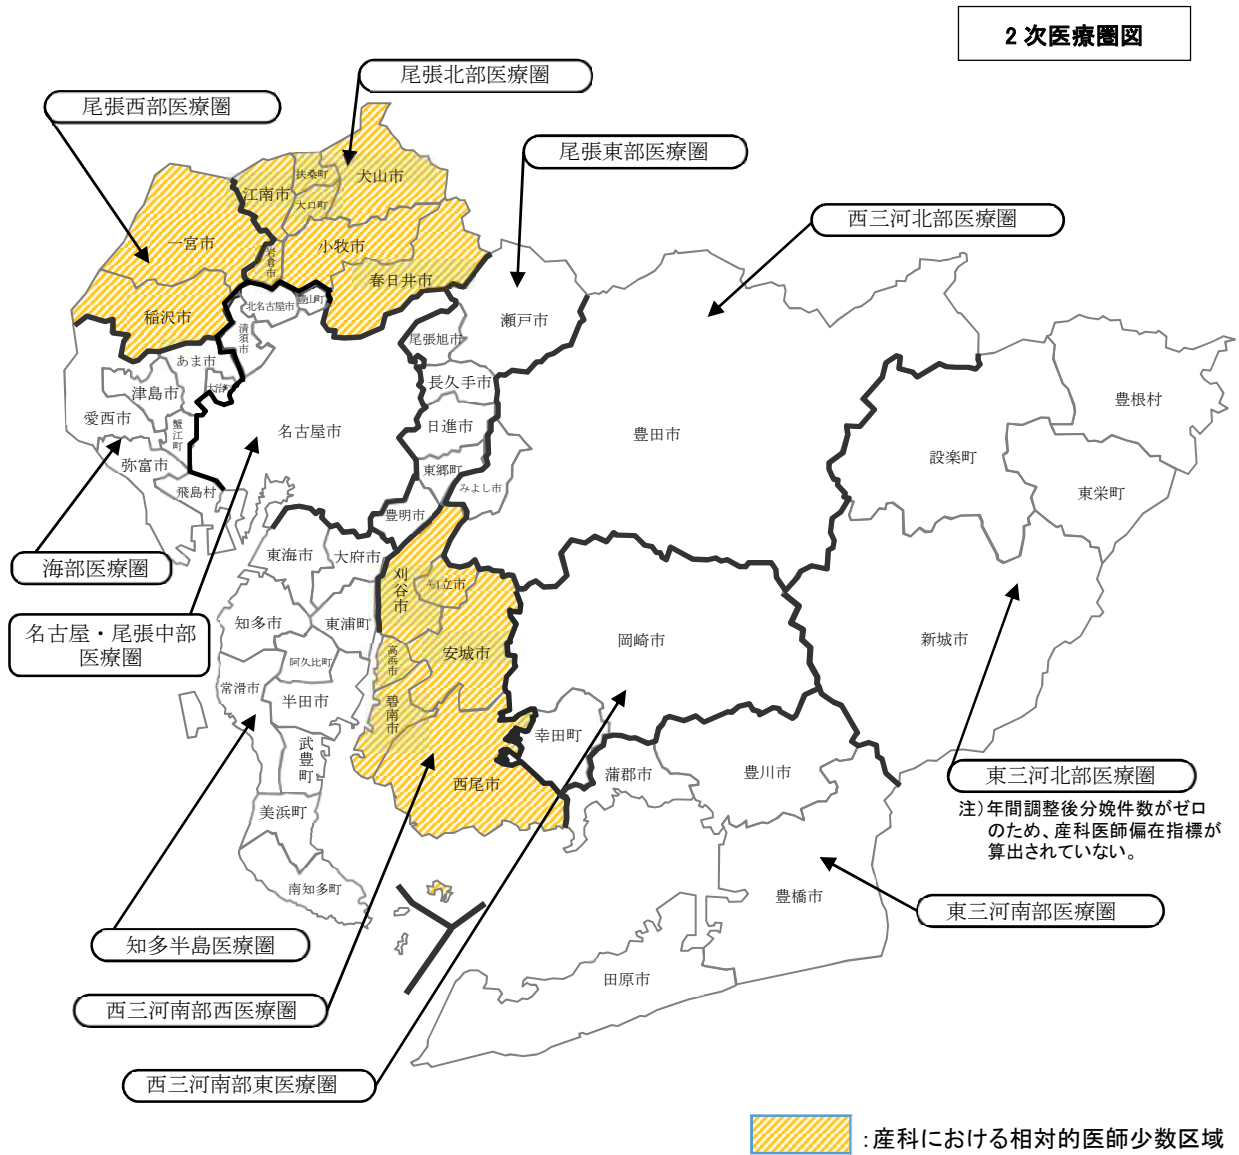 2次医療圏図
尾張北部医療圏
尾張西部医療圏
尾張東部医療圏
西三河北部医療圏
扶桑町
犬山市
江南市
大口町
一宮市
小牧市
岩倉市
春日井市
稲沢市
北名古屋市
豊山町
清須市
瀬戸市
尾張旭市
あま市
大治町
津島市
長久手市
愛西市
蟹江町
名古屋市
日進市
豊田市
豊根村
設楽町
弥富市
東郷町
みよし市
東栄町
飛島村
豊明市
海部医療圏
東海市
大府市
刈谷市
知立市
名古屋・尾張中部
医療圏
知多市
東浦町
岡崎市
新城市
阿久比町
高浜市
安城市
常滑市
半田市
碧南市
幸田町
武豊町
西尾市
蒲郡市
豊川市
東三河北部医療圏
注）年間調整後分娩件数がゼロ
のため、産科医師偏在指標が
算出されていない。
美浜町
南知多町
豊橋市
東三河南部医療圏
知多半島医療圏
田原市
西三河南部西医療圏
西三河南部東医療圏
：産科における相対的医師少数区域